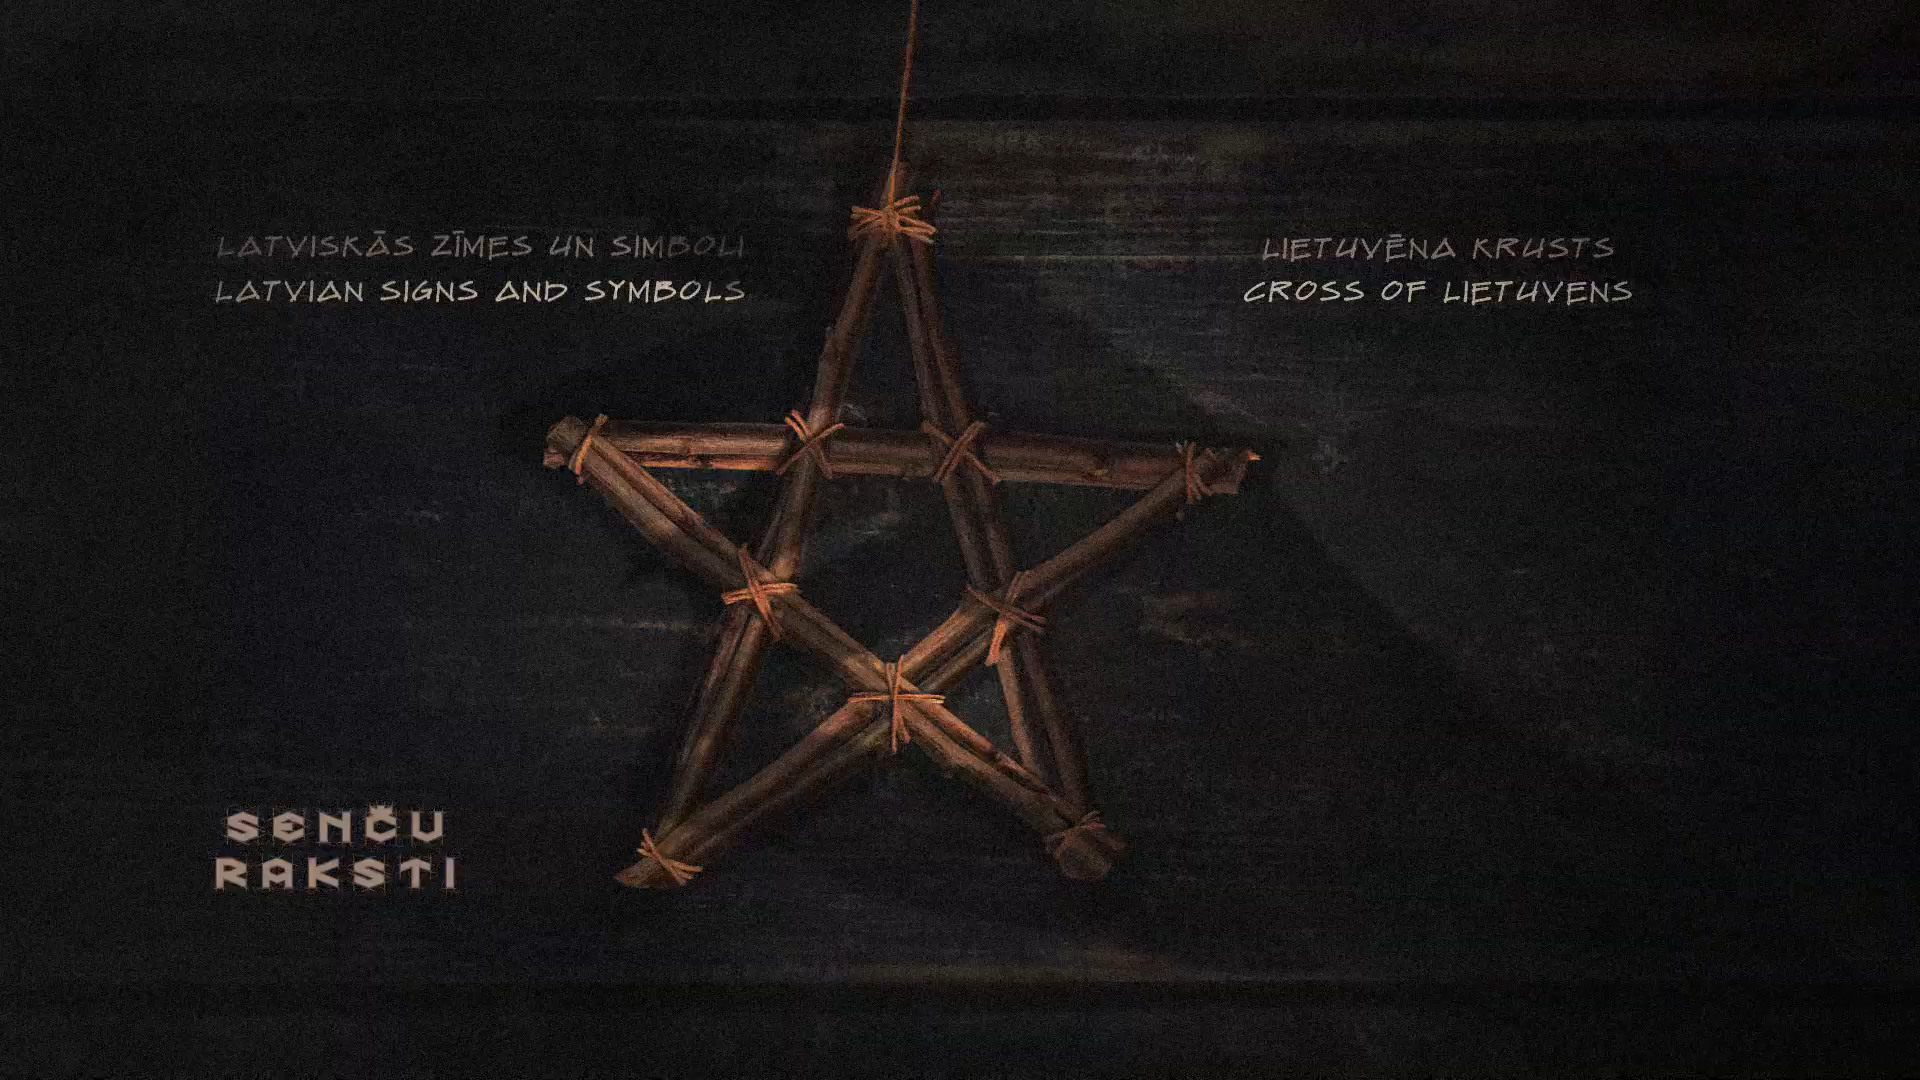 LATVISKĀS ZĪMES UN SIMBOLI
LATVIAN SIGNS AND SYMBOLS
LIETUVĒNA KRUSTS
CROSS OF LIETUVENS
SENČU
RAKSTI